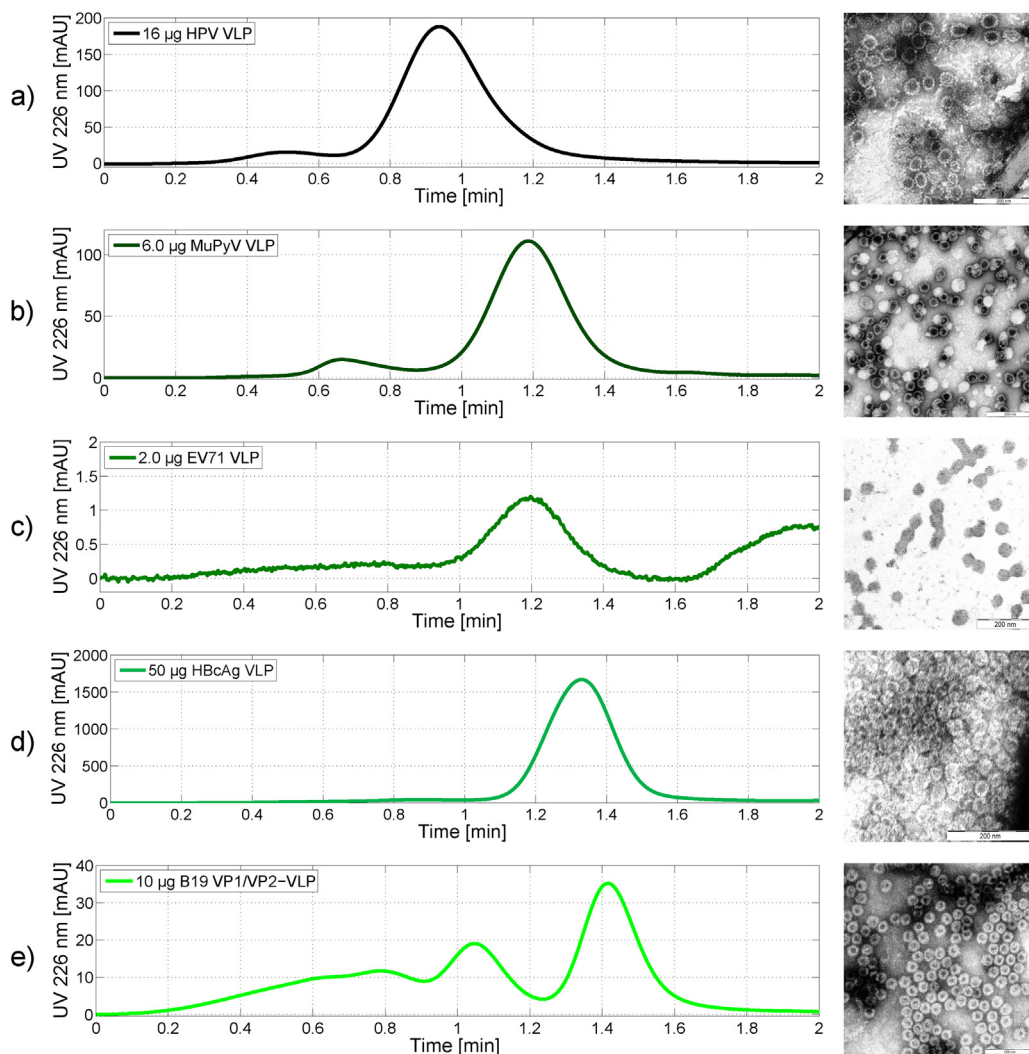 a)
UV 226 nm [mAU]
200
150
100
50
0
16 µg HPV VLP
0 0.2 0.4 0.6 0.8 1 1.2 1.4 1.6 1.8 2
Time [min]
200 nm
b)
UV 226 nm [mAU]
100
50
0
6.0 µg MuPyV VLP
0 0.2 0.4 0.6 0.8 1 1.2 1.4 1.6 1.8 2
Time [min]
c)
UV 226 nm [mAU]
2
1.5
1
0.5
0
2.0 µg EV71 VLP
0 0.2 0.4 0.6 0.8 1 1.2 1.4 1.6 1.8 2
Time [min]
200 nm
d)
UV 226 nm [mAU]
2000
1500
1000
500
0
50 µg HBcAg VLP
0 0.2 0.4 0.6 0.8 1 1.2 1.4 1.6 1.8 2
Time [min]
200 nm
e)
UV 226 nm [mAU]
40
30
20
10
0
10 µg B19 VP1/VP2−VLP
0 0.2 0.4 0.6 0.8 1 1.2 1.4 1.6 1.8 2
Time [min]